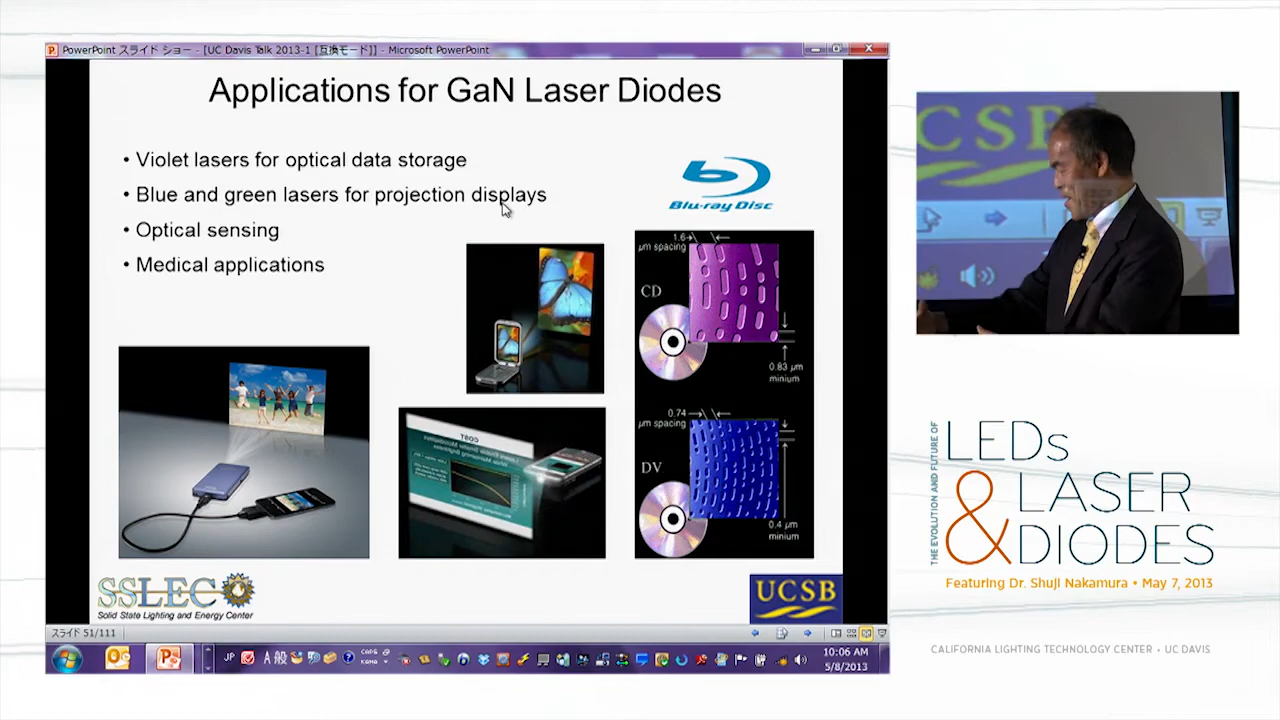 PowerPoint スライド ショー - [UC Davis Talk 2013-1 [互換モード]] - Microsoft PowerPoint
Applications for GaN Laser Diodes
• Violet lasers for optical data storage
• Blue and green lasers for projection displays
• Optical sensing
• Medical applications
Blu-ray Disc
1.6
µm spacing
CD
0.83 µm
minium
0.74
µm spacing
DV
0.4 µm
minium
COST
SSLEC
Solid State Lighting and Energy Center
UCSB
スライド 51/111
JP
A 般
CAPS
KANA
10:06 AM
5/8/2013
UCSB
THE EVOLUTION AND FUTURE OF
LEDs
& LASER
DIODES
Featuring Dr. Shuji Nakamura • May 7, 2013
CALIFORNIA LIGHTING TECHNOLOGY CENTER • UC DAVIS